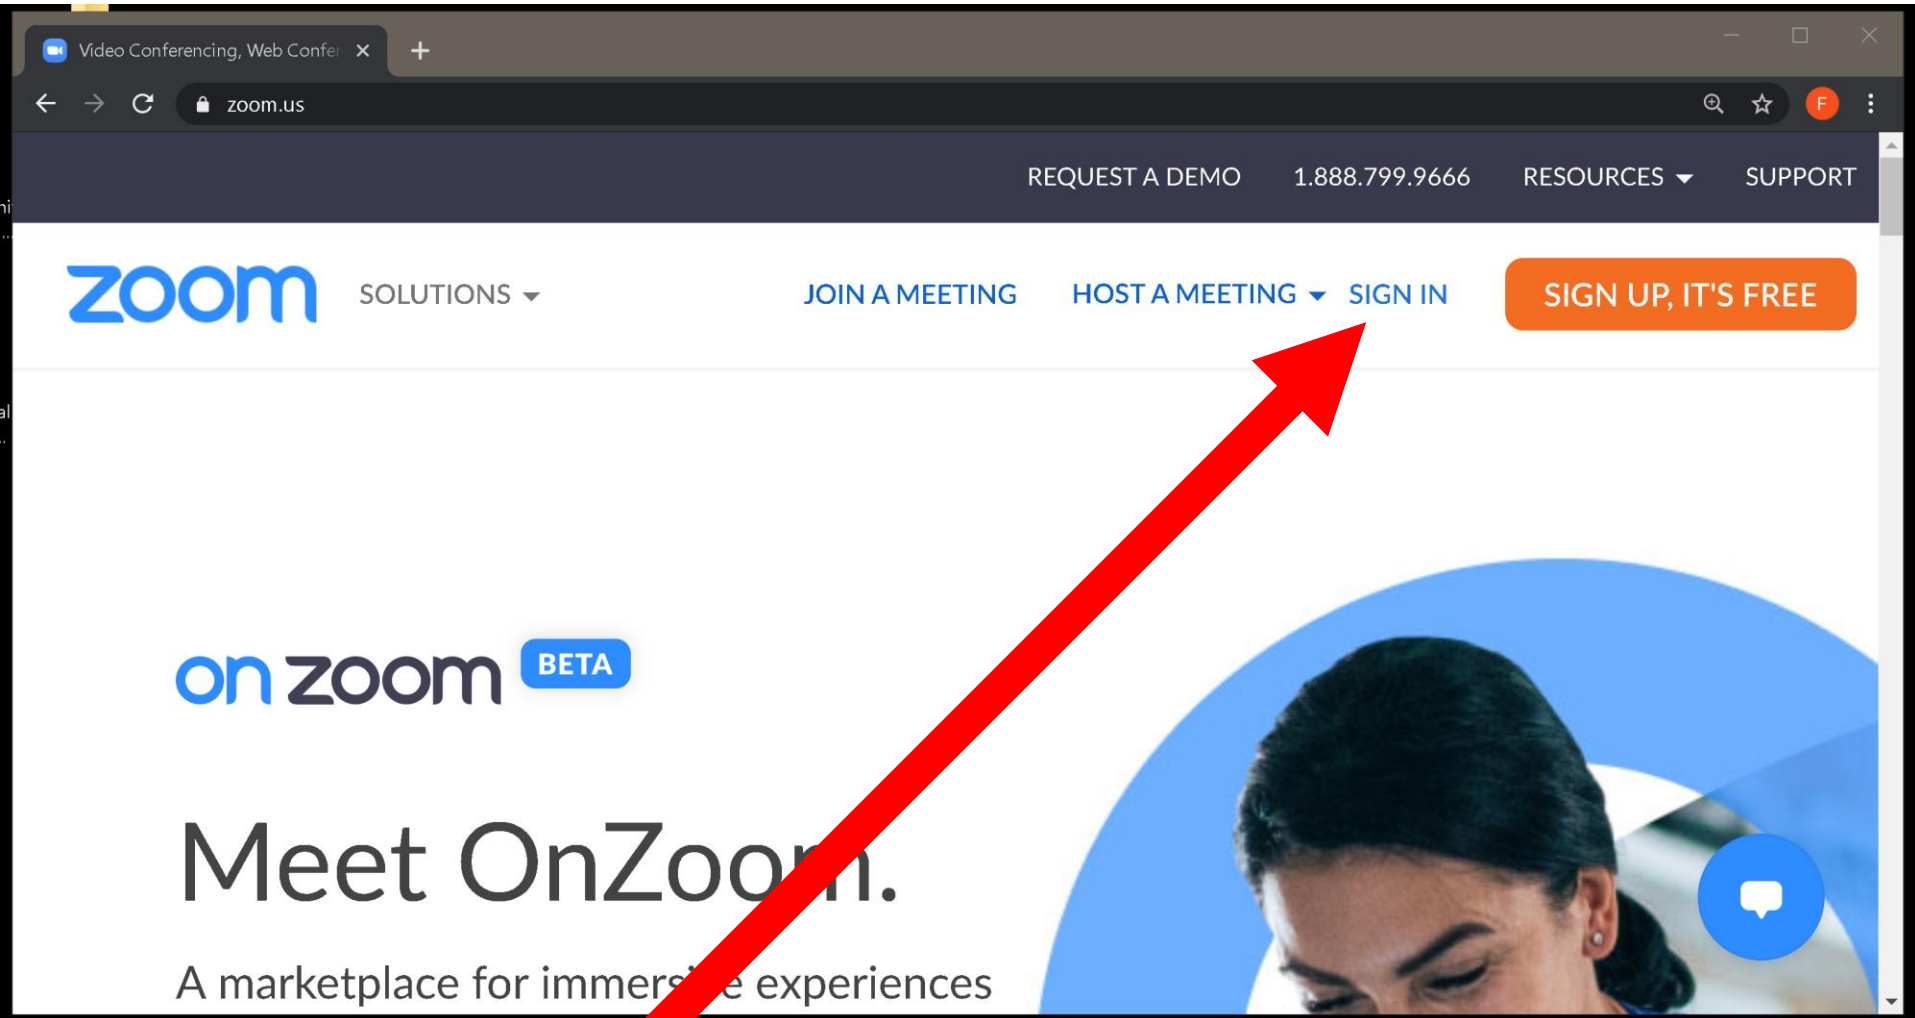 Video Conferencing, Web Confer
zoom.us
F
REQUEST A DEMO 1.888.799.9666 RESOURCES SUPPORT
zoom SOLUTIONS JOIN A MEETING HOST A MEETING SIGN IN SIGN UP, IT'S FREE
on zoom BETA
Meet OnZoom.
A marketplace for immersive experiences